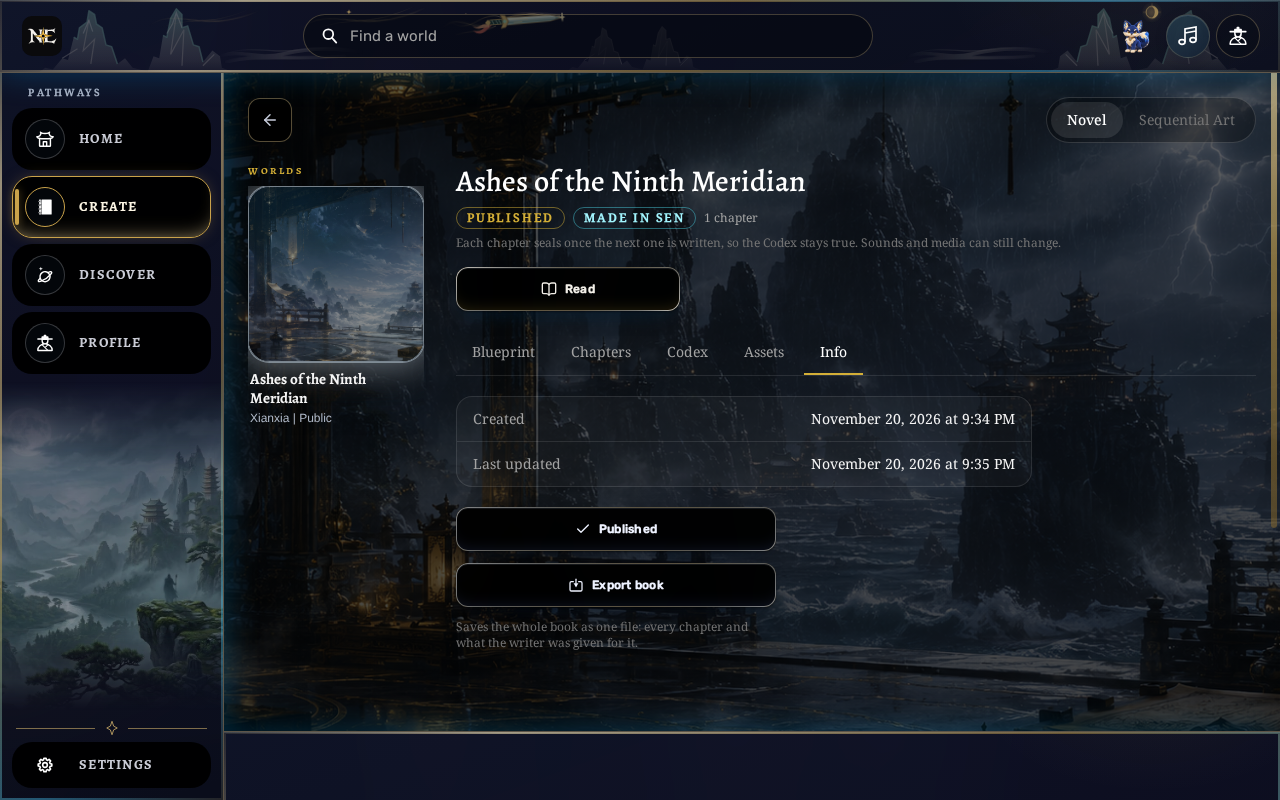 NE
Find a world
PATHWAYS
HOME
CREATE
DISCOVER
PROFILE
SETTINGS
Novel
Sequential Art
WORLDS
Ashes of the Ninth
Meridian
Xianxia | Public
Ashes of the Ninth Meridian
PUBLISHED
MADE IN SEN
1 chapter
Each chapter seals once the next one is written, so the Codex stays true. Sounds and media can still change.
Read
Blueprint
Chapters
Codex
Assets
Info
Created
November 20, 2026 at 9:34 PM
Last updated
November 20, 2026 at 9:35 PM
Published
Export book
Saves the whole book as one file: every chapter and
what the writer was given for it.